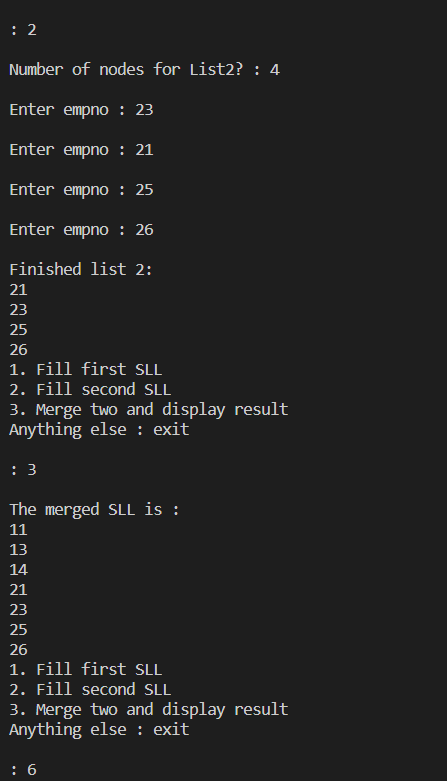 : 2
Number of nodes for List2? : 4
Enter empno : 23
Enter empno : 21
Enter empno : 25
Enter empno : 26
Finished list 2:
21
23
25
26
1. Fill first SLL
2. Fill second SLL
3. Merge two and display result
Anything else : exit
: 3
The merged SLL is :
11
13
14
21
23
25
26
1. Fill first SLL
2. Fill second SLL
3. Merge two and display result
Anything else : exit
: 6